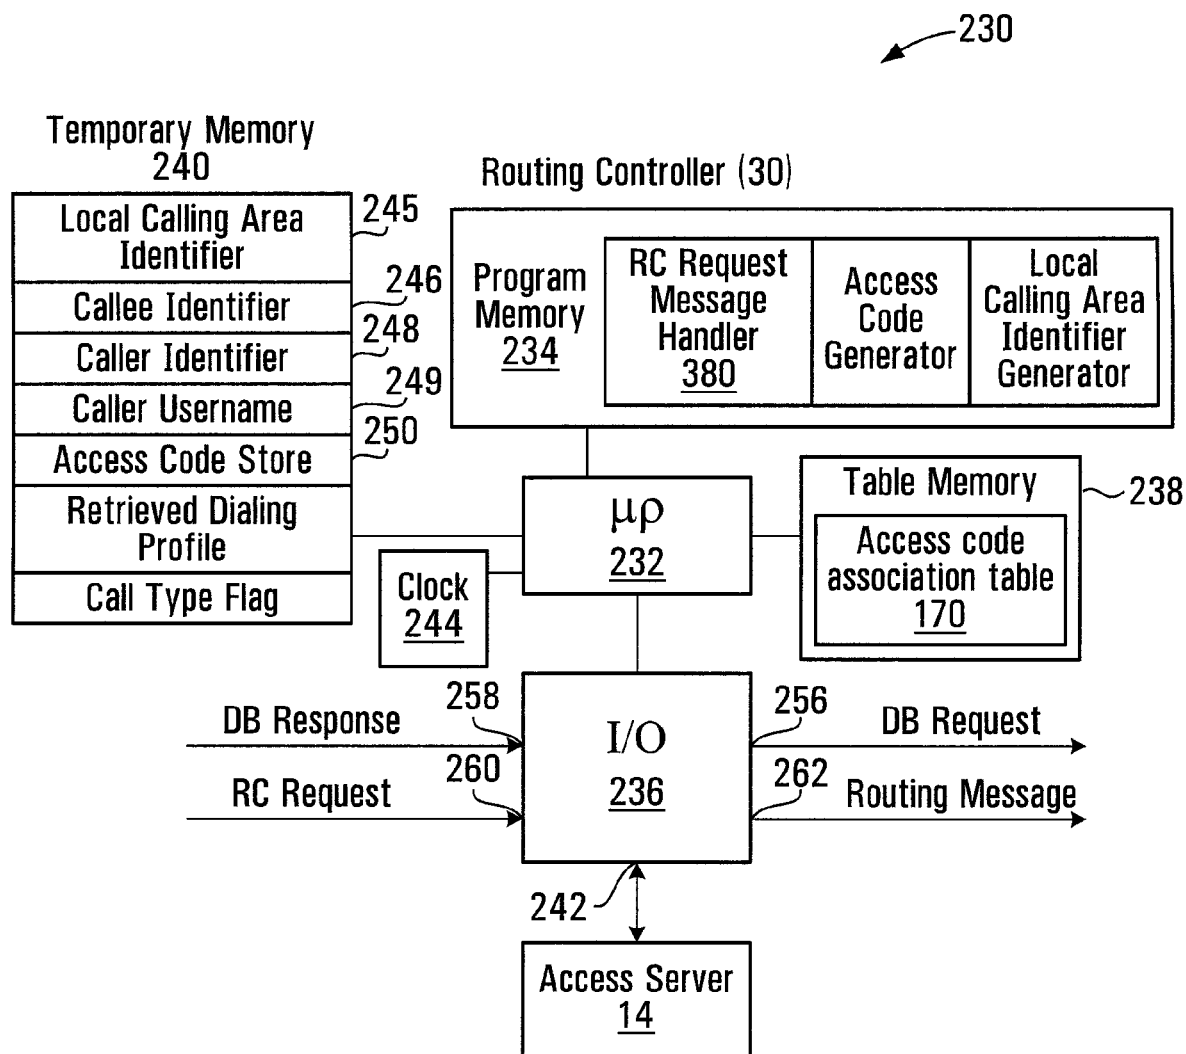 230
Temporary Memory
240
Local Calling Area
Identifier
245
Callee Identifier
246
Caller Identifier
248
Caller Username
249
Access Code Store
250
Retrieved Dialing
Profile
Call Type Flag
Routing Controller (30)
Program
Memory
234
RC Request
Message
Handler
380
Access
Code
Generator
Local
Calling Area
Identifier
Generator
μρ
232
Table Memory
238
Access code
association table
170
Clock
244
DB Response
258
RC Request
260
I/O
236
256
DB Request
262
Routing Message
242
Access Server
14